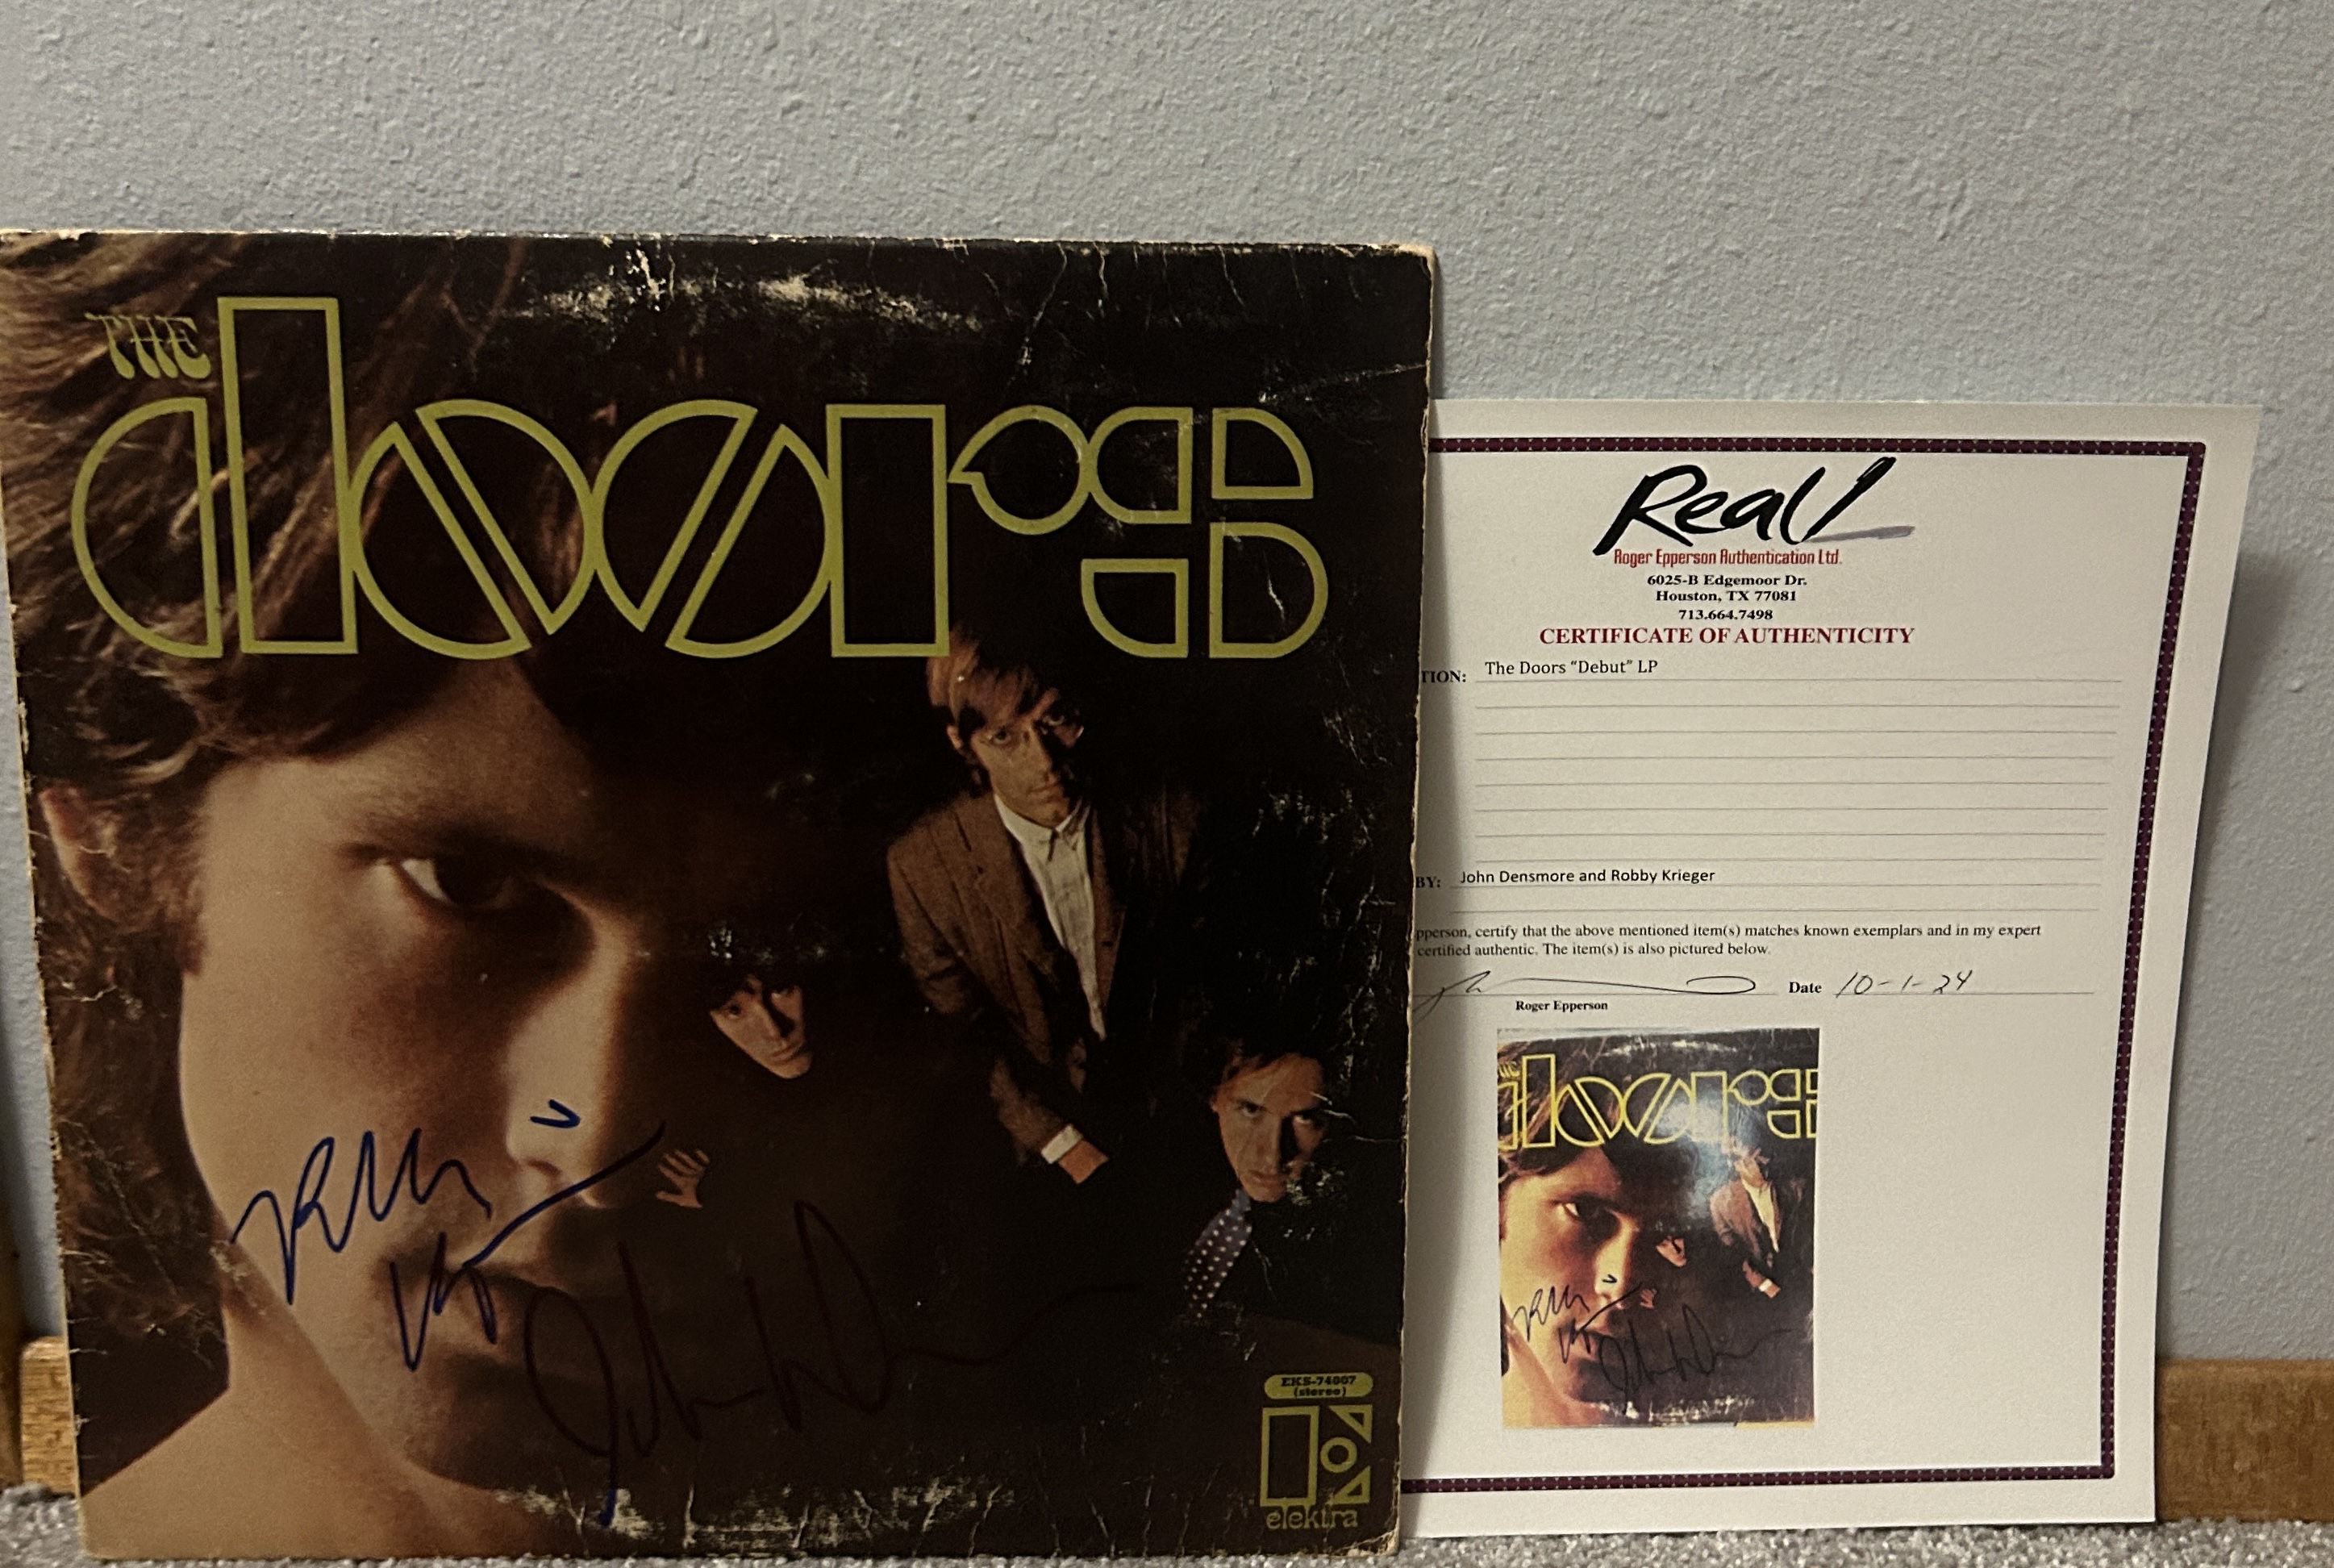 THE
doors
EKS-74007
(stereo)
elektra
Real!
Roger Epperson Authentication Ltd.
6025-B Edgemoor Dr.
Houston, TX 77081
713.664.7498
CERTIFICATE OF AUTHENTICITY
TION: The Doors “Debut” LP
BY: John Densmore and Robby Krieger
pperson, certify that the above mentioned item(s) matches known exemplars and in my expert
certified authentic. The item(s) is also pictured below.
Date 10-1-24
Roger Epperson
doors